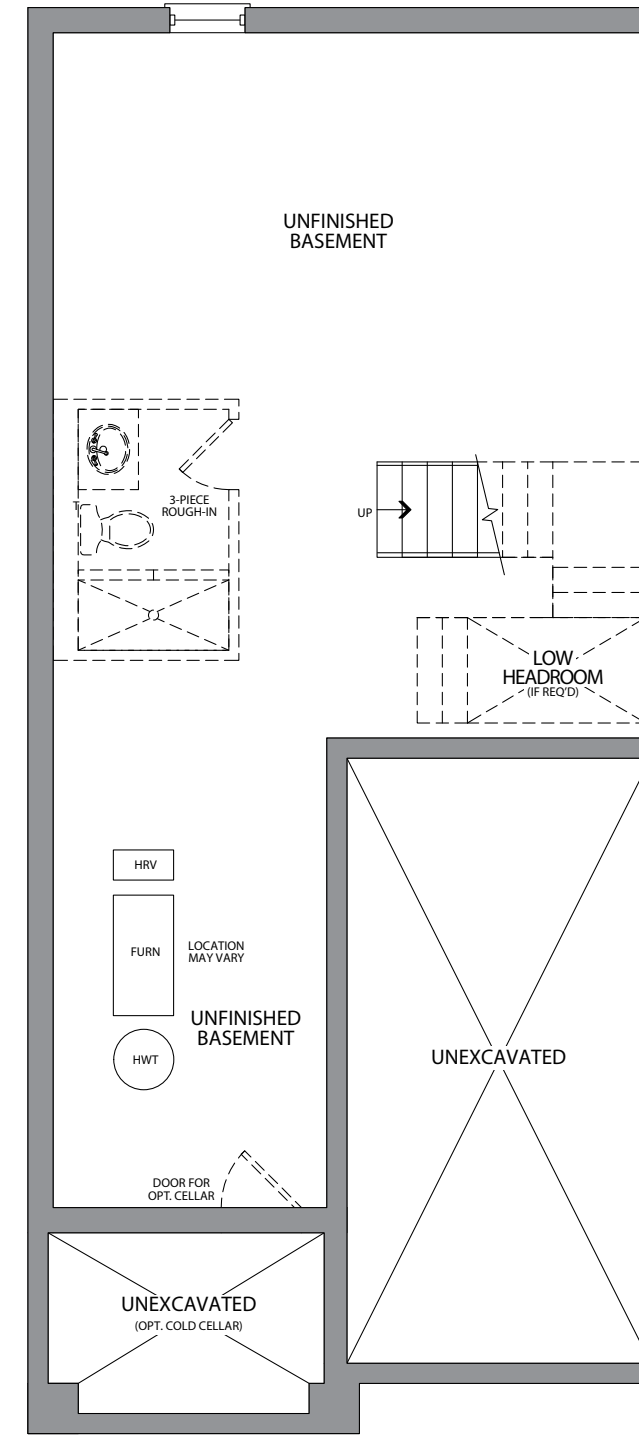 UNFINISHED
BASEMENT
3-PIECE
ROUGH-IN
T
UP
LOW
HEADROOM
(IF REQ'D)
HRV
FURN
LOCATION
MAY VARY
UNFINISHED
BASEMENT
HWT
UNEXCAVATED
DOOR FOR
OPT. CELLAR
UNEXCAVATED
(OPT. COLD CELLAR)